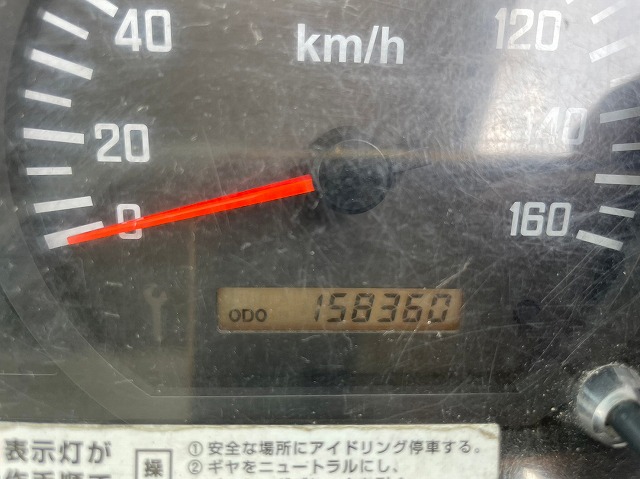 40
km/h
120
20
140
0
160
ODO 158360
表示灯が
操
①安全な場所にアイドリング停車する。
②ギヤをニュートラルにし、